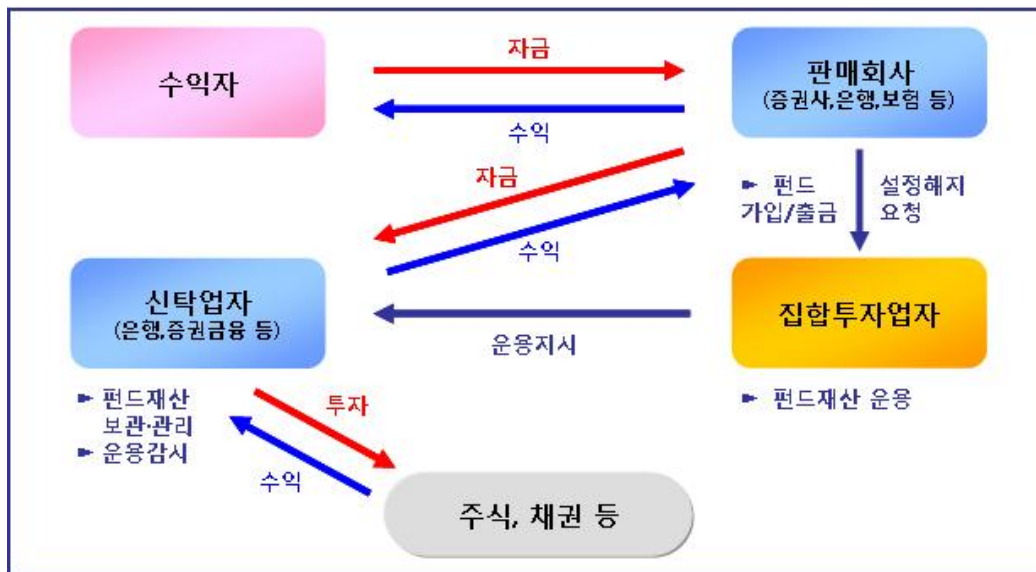 수익자
자금
수익
판매회사
(증권사,은행,보험 등)
자금
수익
► 펀드
가입/출금
설정해지
요청
신탁업자
(은행,증권금융 등)
운용지시
집합투자업자
► 펀드재산
보관·관리
► 운용감시
투자
수익
► 펀드재산 운용
주식, 채권 등